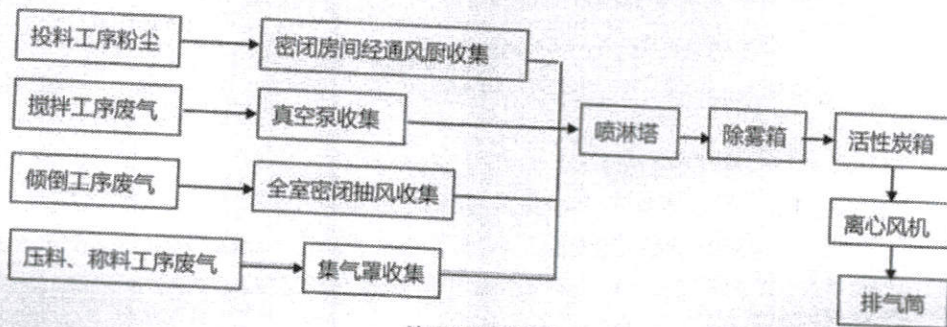 投料工序粉尘
密闭房间经通风厨收集
搅拌工序废气
真空泵收集
喷淋塔
除雾箱
活性炭箱
倾倒工序废气
全室密闭抽风收集
离心风机
压料、称料工序废气
集气罩收集
排气筒